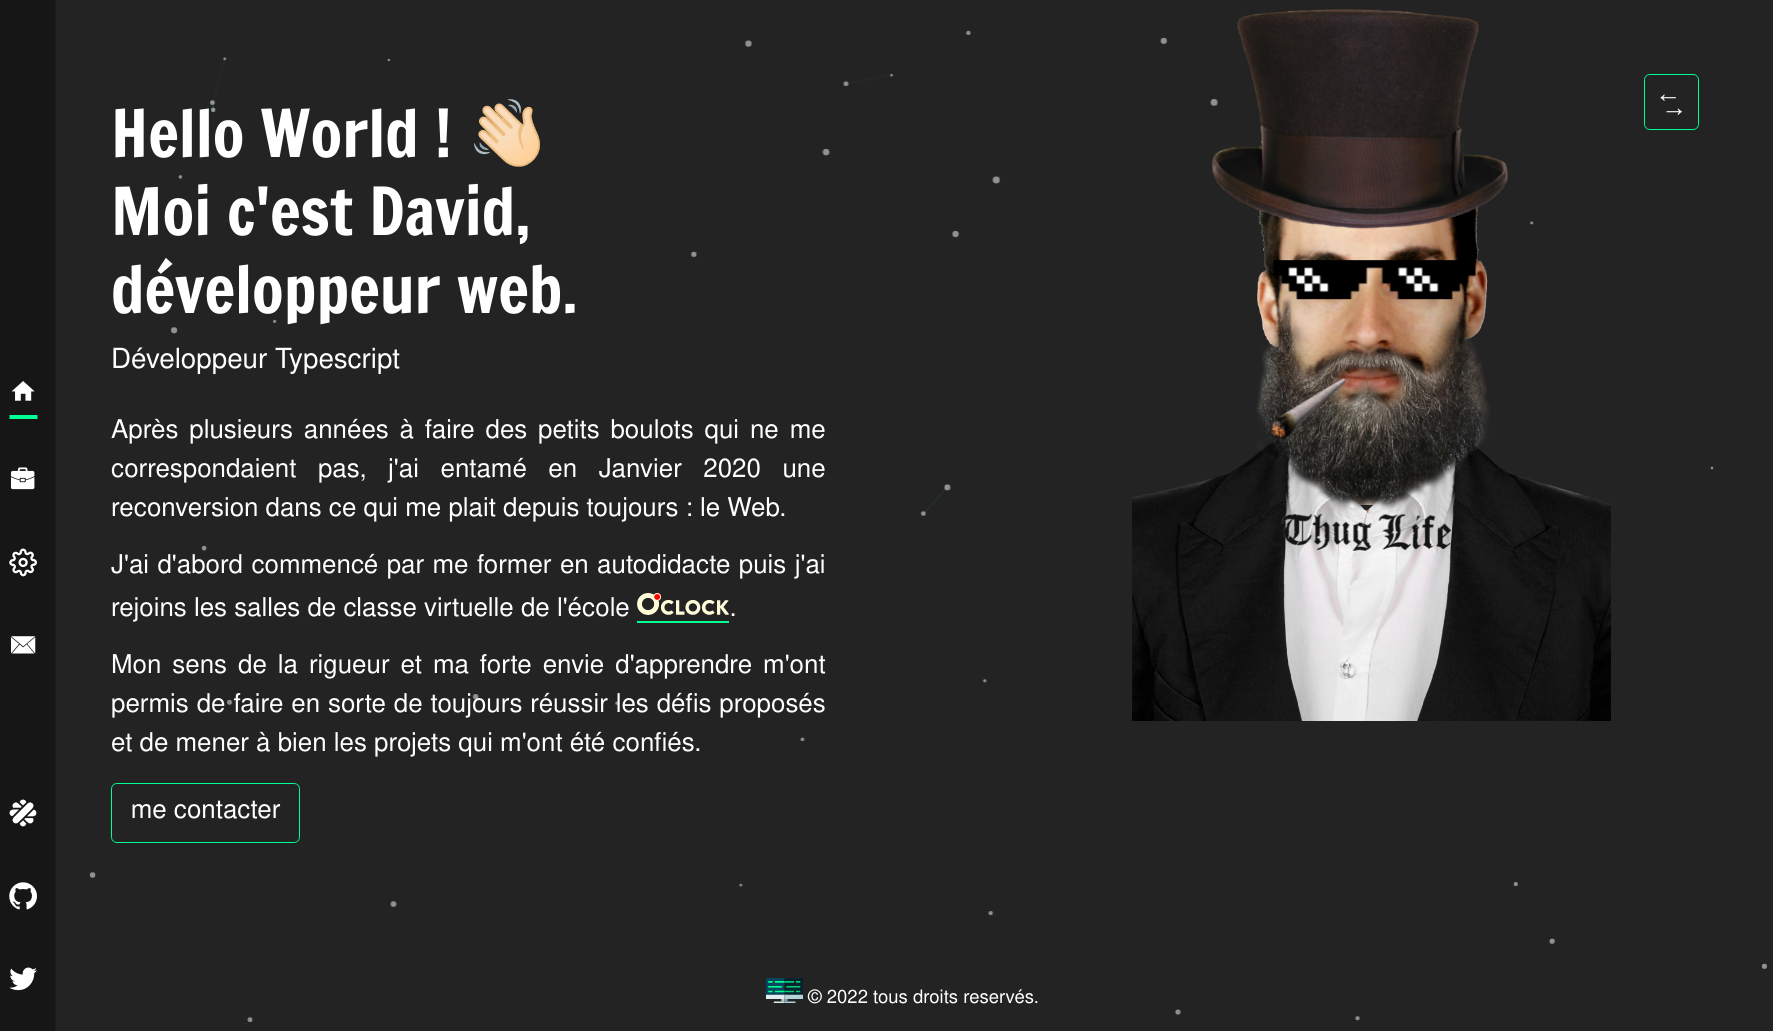 Hello World ! 👋
Moi c'est David,
développeur web.
Développeur Typescript
Après plusieurs années à faire des petits boulots qui ne me
correspondaient pas, j'ai entamé en Janvier 2020 une
reconversion dans ce qui me plait depuis toujours : le Web.
J'ai d'abord commencé par me former en autodidacte puis j'ai
rejoins les salles de classe virtuelle de l'école O'CLOCK.
Mon sens de la rigueur et ma forte envie d'apprendre m'ont
permis de faire en sorte de toujours réussir les défis proposés
et de mener à bien les projets qui m'ont été confiés.
me contacter
Thug Life
© 2022 tous droits reservés.